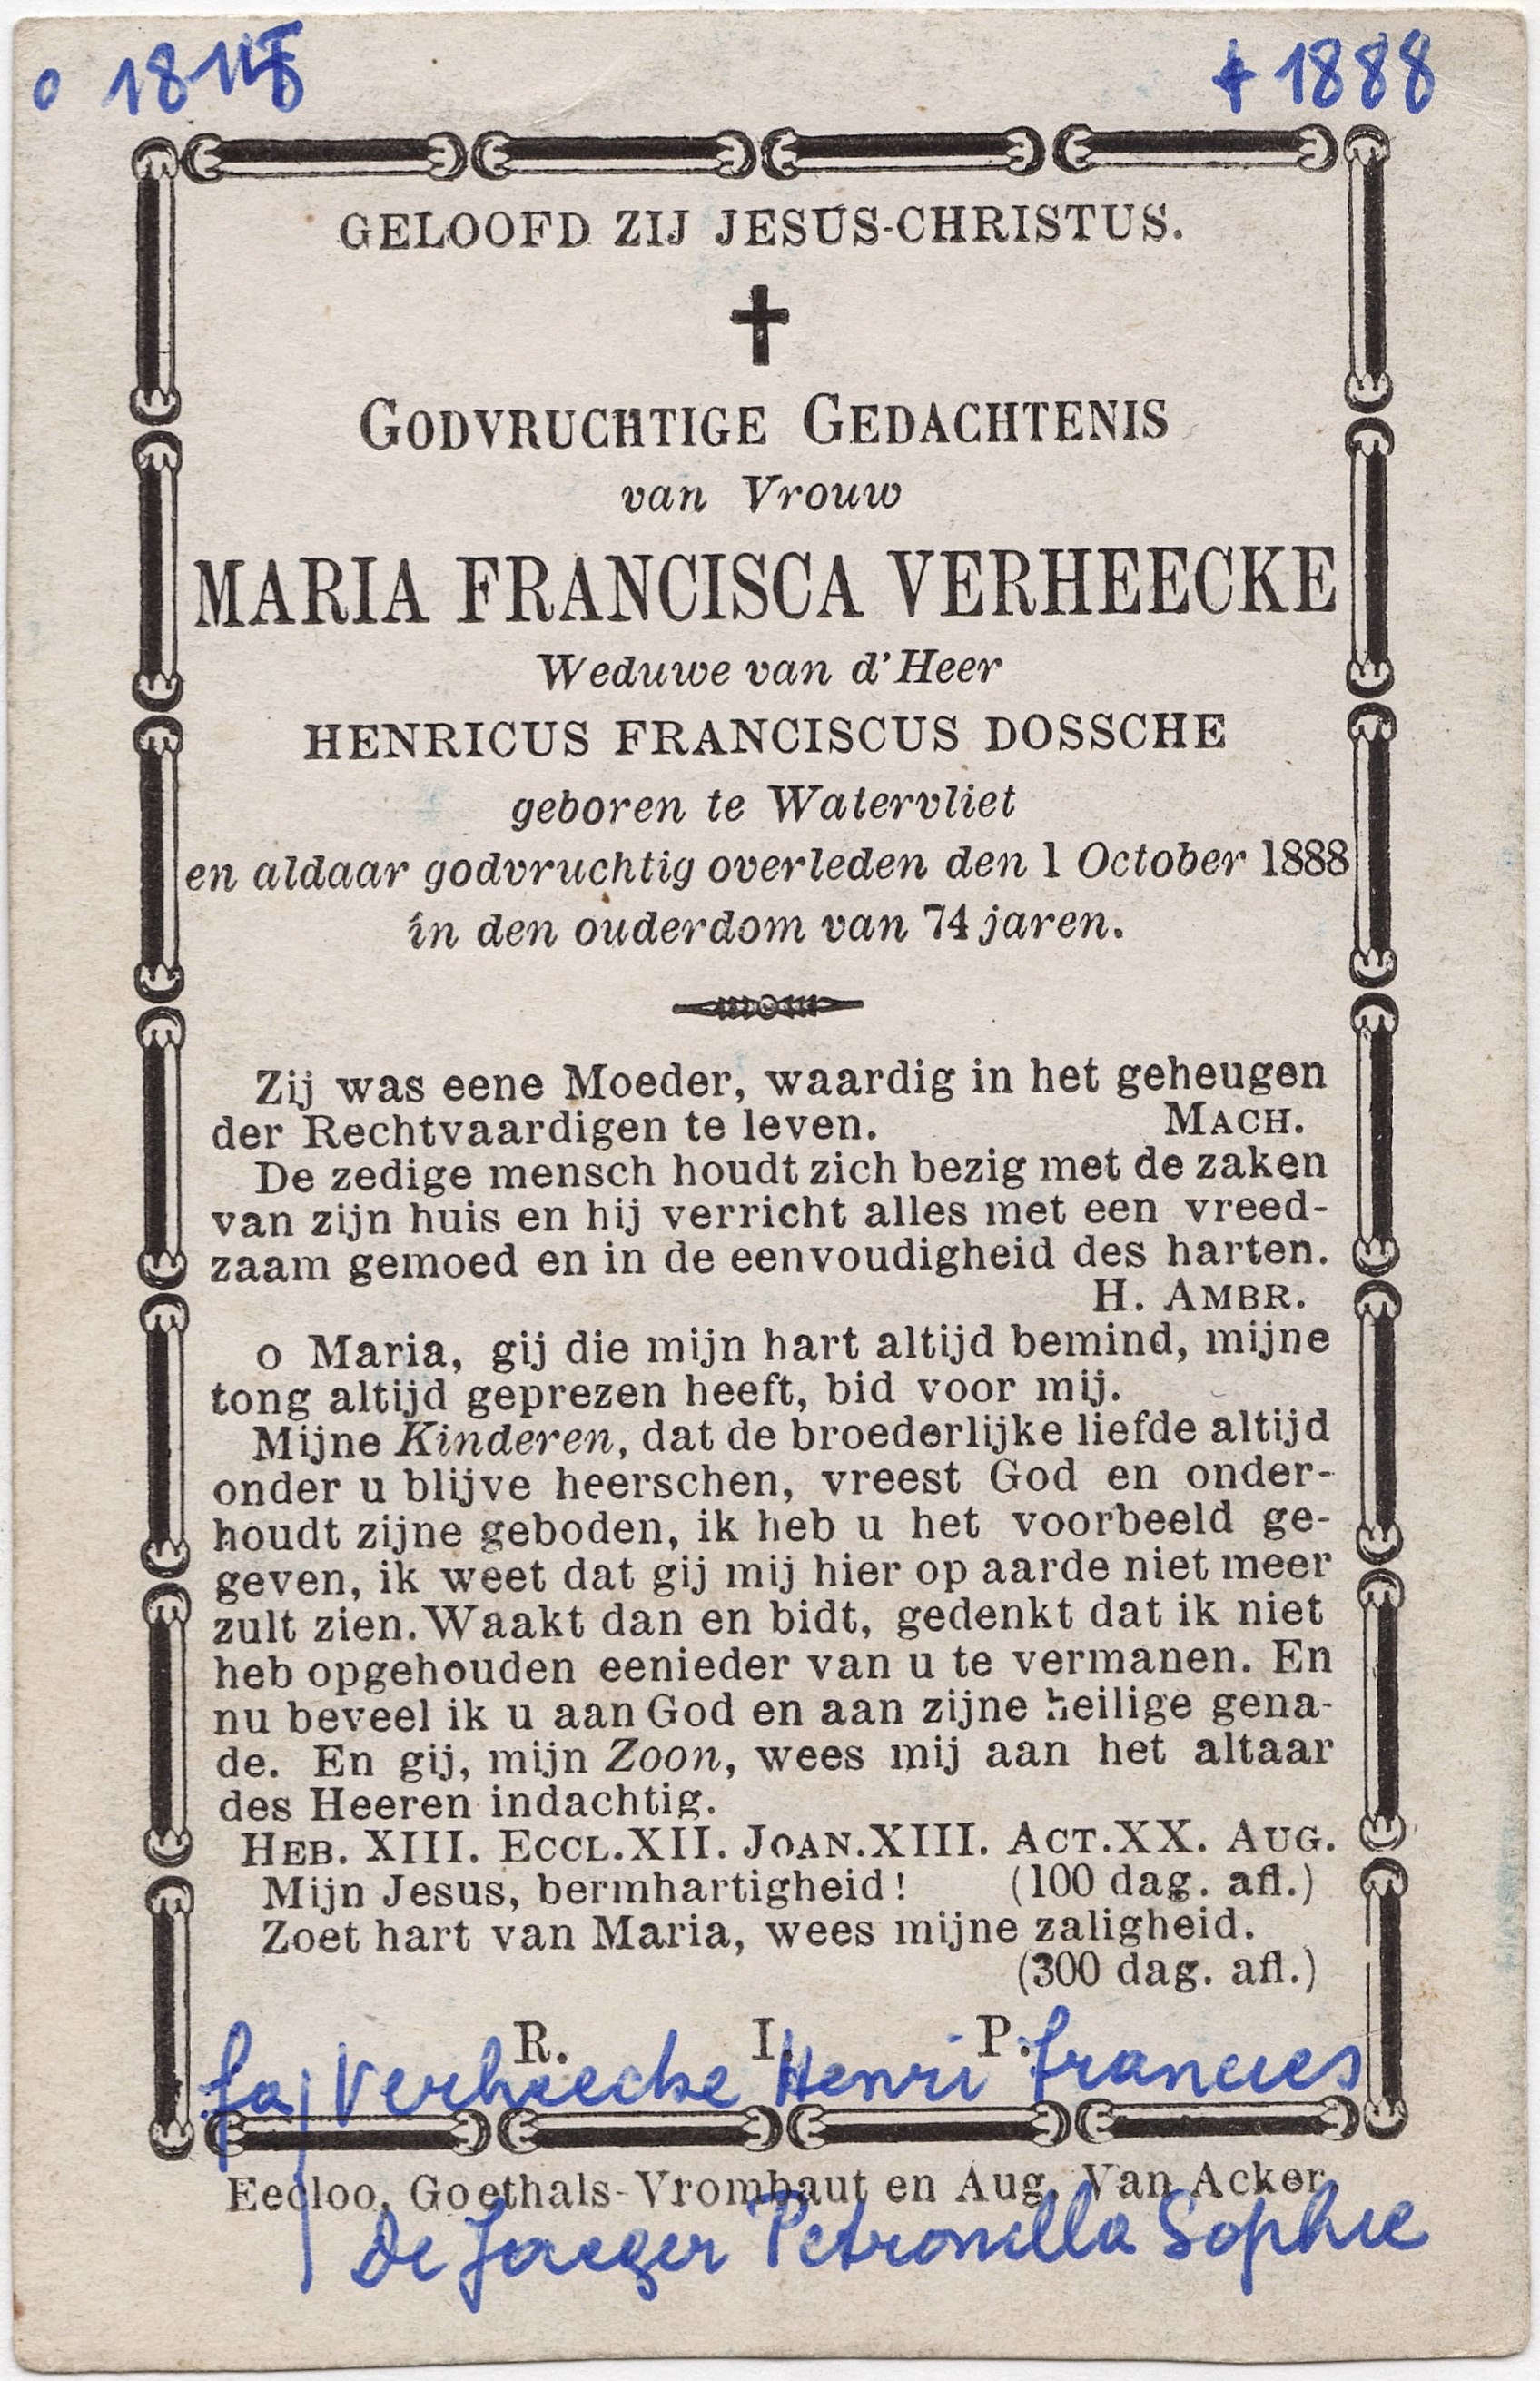 † 1888
GELOOFD ZIJ JESUS-CHRISTUS.
GODVRUCHTIGE GEDACHTENIS
van Vrouw
MARIA FRANCISCA VERHEECKE
Weduwe van d'Heer
HENRICUS FRANCISCUS DOSSCHE
geboren te Watervliet
en aldaar godvruchtig overleden den 1 October 1888
in den ouderdom van 74 jaren.
Zij was eene Moeder, waardig in het geheugen
der Rechtvaardigen te leven. MACH.
De zedige mensch houdt zich bezig met de zaken
van zijn huis en hij verricht alles met een vreed-
zaam gemoed en in de eenvoudigheid des harten.
H. AMBR.
o Maria, gij die mijn hart altijd bemind, mijne
tong altijd geprezen heeft, bid voor mij.
Mijne Kinderen, dat de broederlijke liefde altijd
onder u blijve heerschen, vreest God en onder-
houdt zijne geboden, ik heb u het voorbeeld ge-
geven, ik weet dat gij mij hier op aarde niet meer
zult zien. Waakt dan en bidt, gedenkt dat ik niet
heb opgehouden eenieder van u te vermanen. En
nu beveel ik u aan God en aan zijne heilige gena-
de. En gij, mijn Zoon, wees mij aan het altaar
des Heeren indachtig.
HEB. XIII. ECCL. XII. JOAN. XIII. ACT. XX. AUG.
Mijn Jesus, bermhartigheid! (100 dag. afl.)
Zoet hart van Maria, wees mijne zaligheid.
(300 dag. afl.)
R. I. P.
fa Verheecke Henri francies
Eecloo, Goethals-Vrombaut en Aug. Van Acker
De Jaeger Petronella Sophie